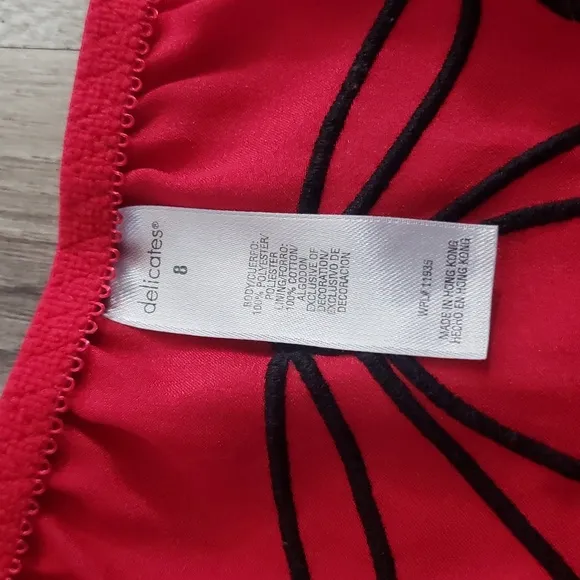 delicates®
8
BODY/CUERPO:
100% POLYESTER/
POLIESTER
LINING/FORRO:
100% COTTON/
ALGODON
EXCLUSIVE OF
DECORATION/
EXCLUSIVO DE
DECORACION
WPL# 11935
MADE IN HONG KONG
HECHO EN HONG KONG